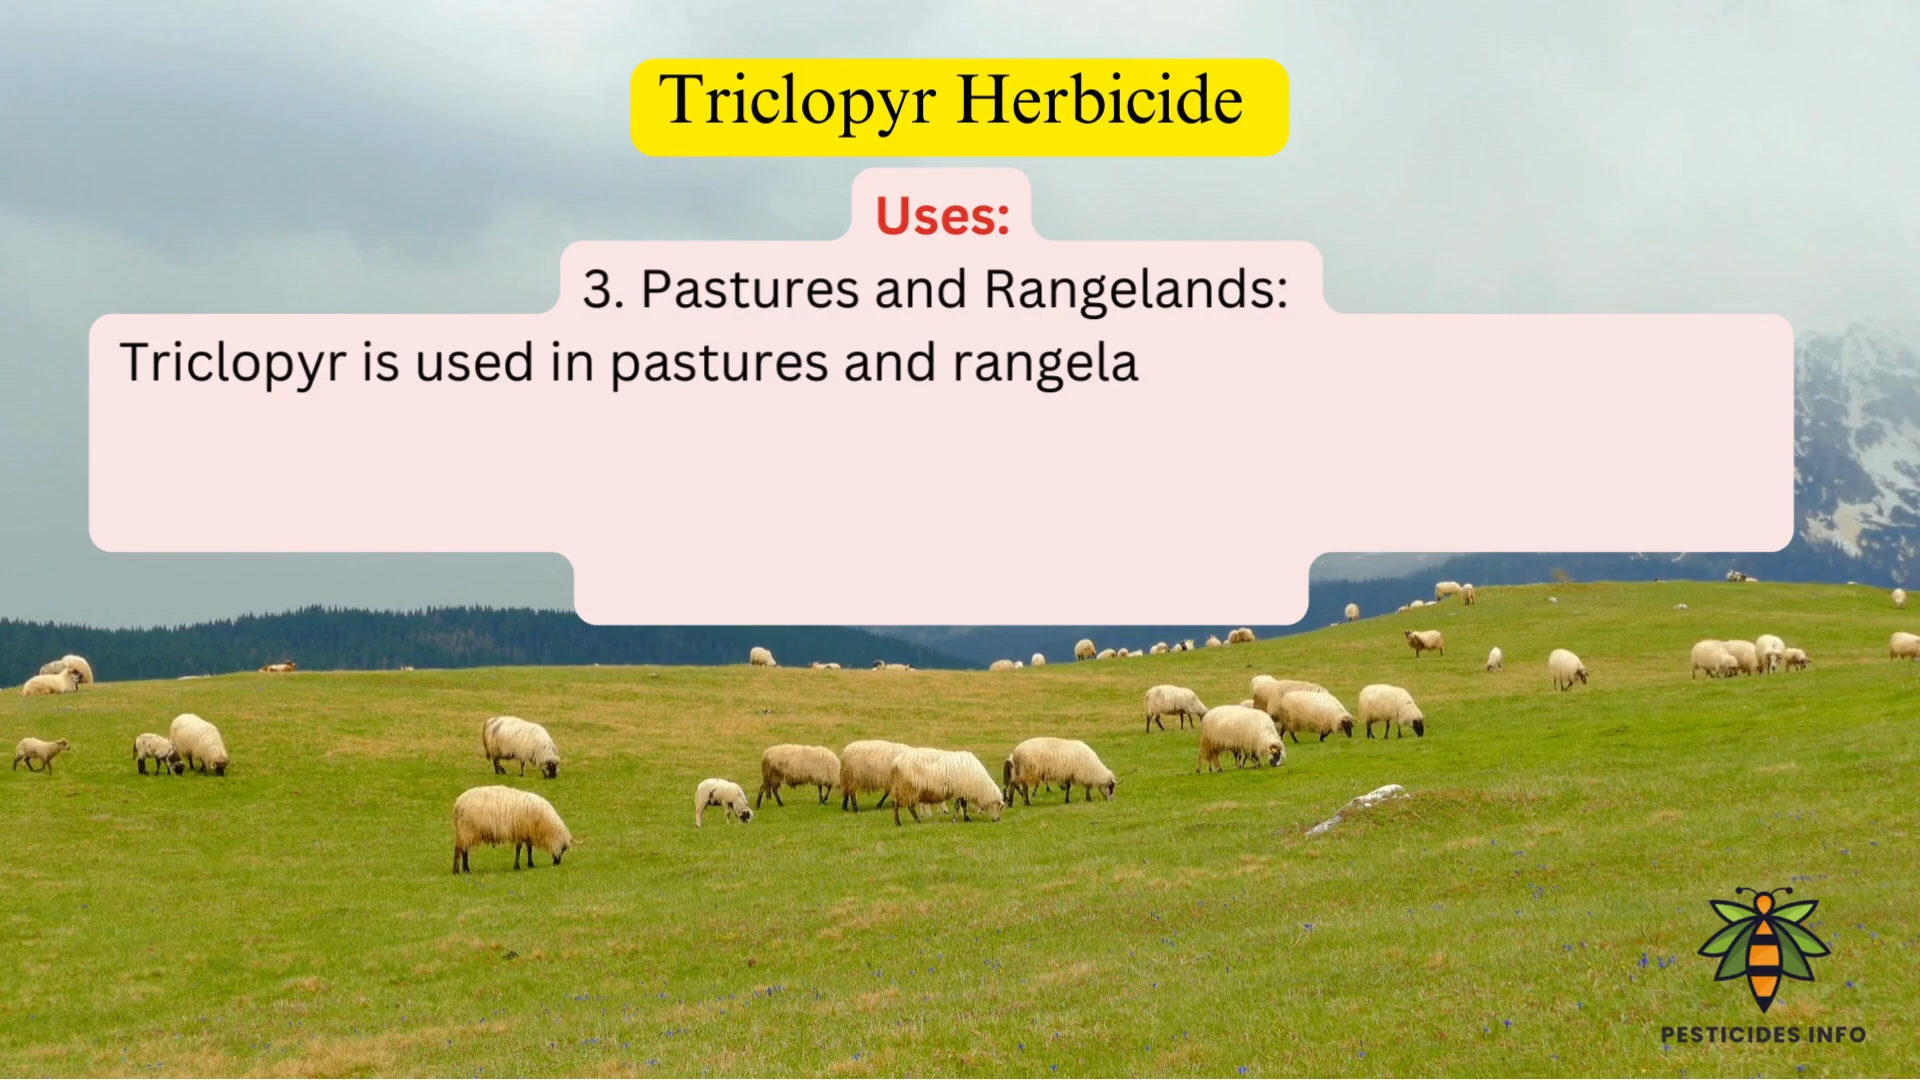 Triclopyr Herbicide
Uses:
3. Pastures and Rangelands:
Triclopyr is used in pastures and rangela
PESTICIDES INFO